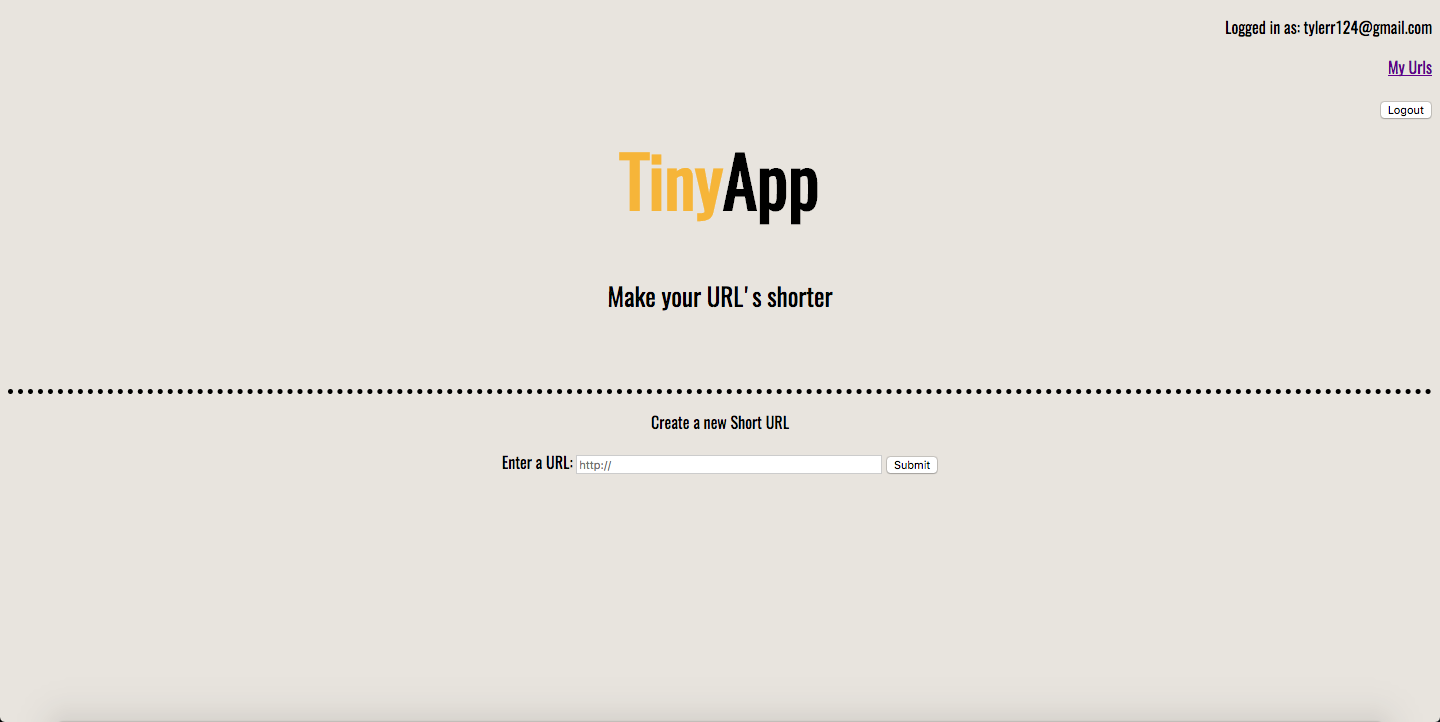 Logged in as: tylerr124@gmail.com
My Urls
Logout
TinyApp
Make your URL's shorter
Create a new Short URL
Enter a URL: http:// Submit